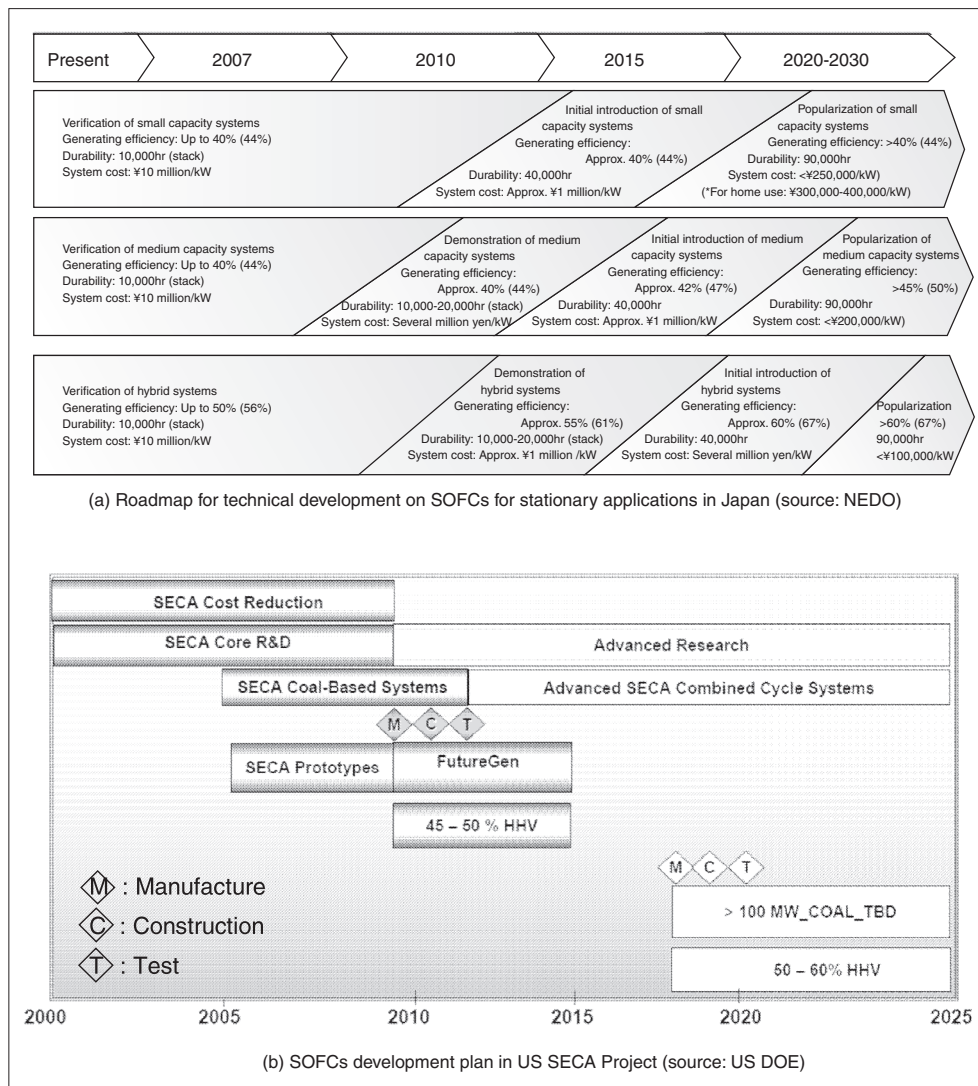 Present
2007
2010
2015
2020-2030
Verification of small capacity systems
Generating efficiency: Up to 40% (44%)
Durability: 10,000hr (stack)
System cost: ¥10 million/kW
Initial introduction of small
capacity systems
Generating efficiency:
Approx. 40% (44%)
Durability: 40,000hr
System cost: Approx. ¥1 million/kW
Popularization of small
capacity systems
Generating efficiency: >40% (44%)
Durability: 90,000hr
System cost: <¥250,000/kW)
(*For home use: ¥300,000-400,000/kW)
Verification of medium capacity systems
Generating efficiency: Up to 40% (44%)
Durability: 10,000hr (stack)
System cost: ¥10 million/kW
Demonstration of medium
capacity systems
Generating efficiency:
Approx. 40% (44%)
Durability: 10,000-20,000hr (stack)
System cost: Several million yen/kW
Initial introduction of medium
capacity systems
Generating efficiency:
Approx. 42% (47%)
Durability: 40,000hr
System cost: Approx. ¥1 million/kW
Popularization of
medium capacity systems
Generating efficiency:
>45% (50%)
Durability: 90,000hr
System cost: <¥200,000/kW)
Verification of hybrid systems
Generating efficiency: Up to 50% (56%)
Durability: 10,000hr (stack)
System cost: ¥10 million/kW
Demonstration of
hybrid systems
Generating efficiency:
Approx. 55% (61%)
Durability: 10,000-20,000hr (stack)
System cost: Approx. ¥1 million /kW
Initial introduction of
hybrid systems
Generating efficiency:
Approx. 60% (67%)
Durability: 40,000hr
System cost: Several million yen/kW
Popularization
>60% (67%)
90,000hr
<¥100,000/kW
(a) Roadmap for technical development on SOFCs for stationary applications in Japan (source: NEDO)
SECA Cost Reduction
SECA Core R&D
Advanced Research
SECA Coal-Based Systems
Advanced SECA Combined Cycle Systems
M C T
SECA Prototypes
FutureGen
45 – 50 % HHV
M C T
M : Manufacture
> 100 MW_COAL_TBD
C : Construction
T : Test
50 – 60% HHV
2000 2005 2010 2015 2020 2025
(b) SOFCs development plan in US SECA Project (source: US DOE)